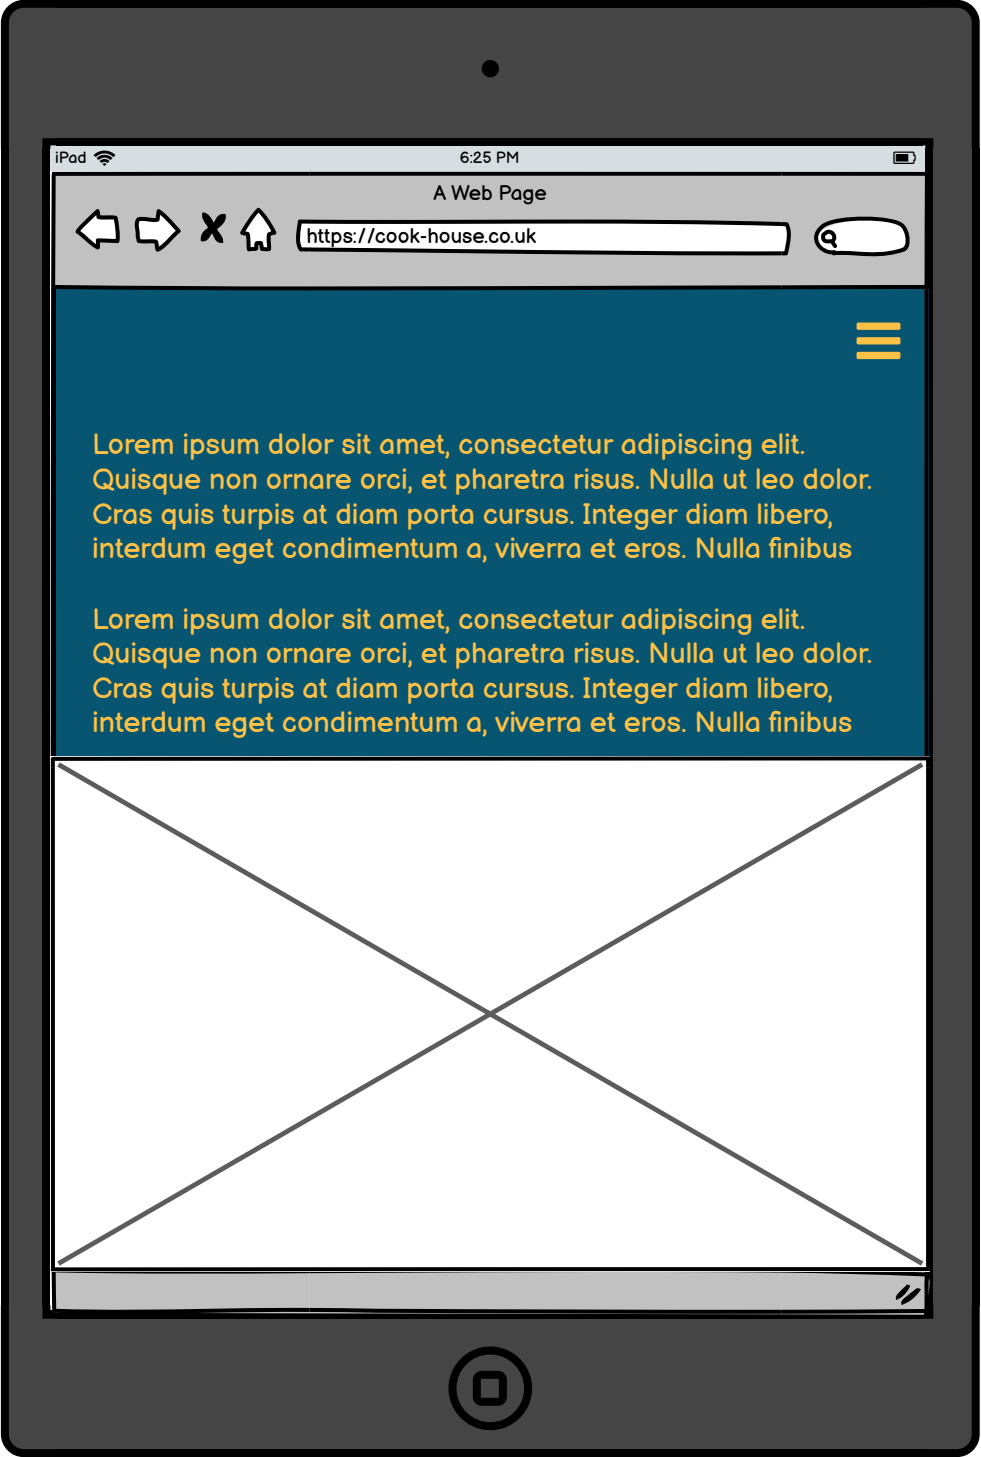 iPad
6:25 PM
A Web Page
https://cook-house.co.uk
Lorem ipsum dolor sit amet, consectetur adipiscing elit.
Quisque non ornare orci, et pharetra risus. Nulla ut leo dolor.
Cras quis turpis at diam porta cursus. Integer diam libero,
interdum eget condimentum a, viverra et eros. Nulla finibus
Lorem ipsum dolor sit amet, consectetur adipiscing elit.
Quisque non ornare orci, et pharetra risus. Nulla ut leo dolor.
Cras quis turpis at diam porta cursus. Integer diam libero,
interdum eget condimentum a, viverra et eros. Nulla finibus